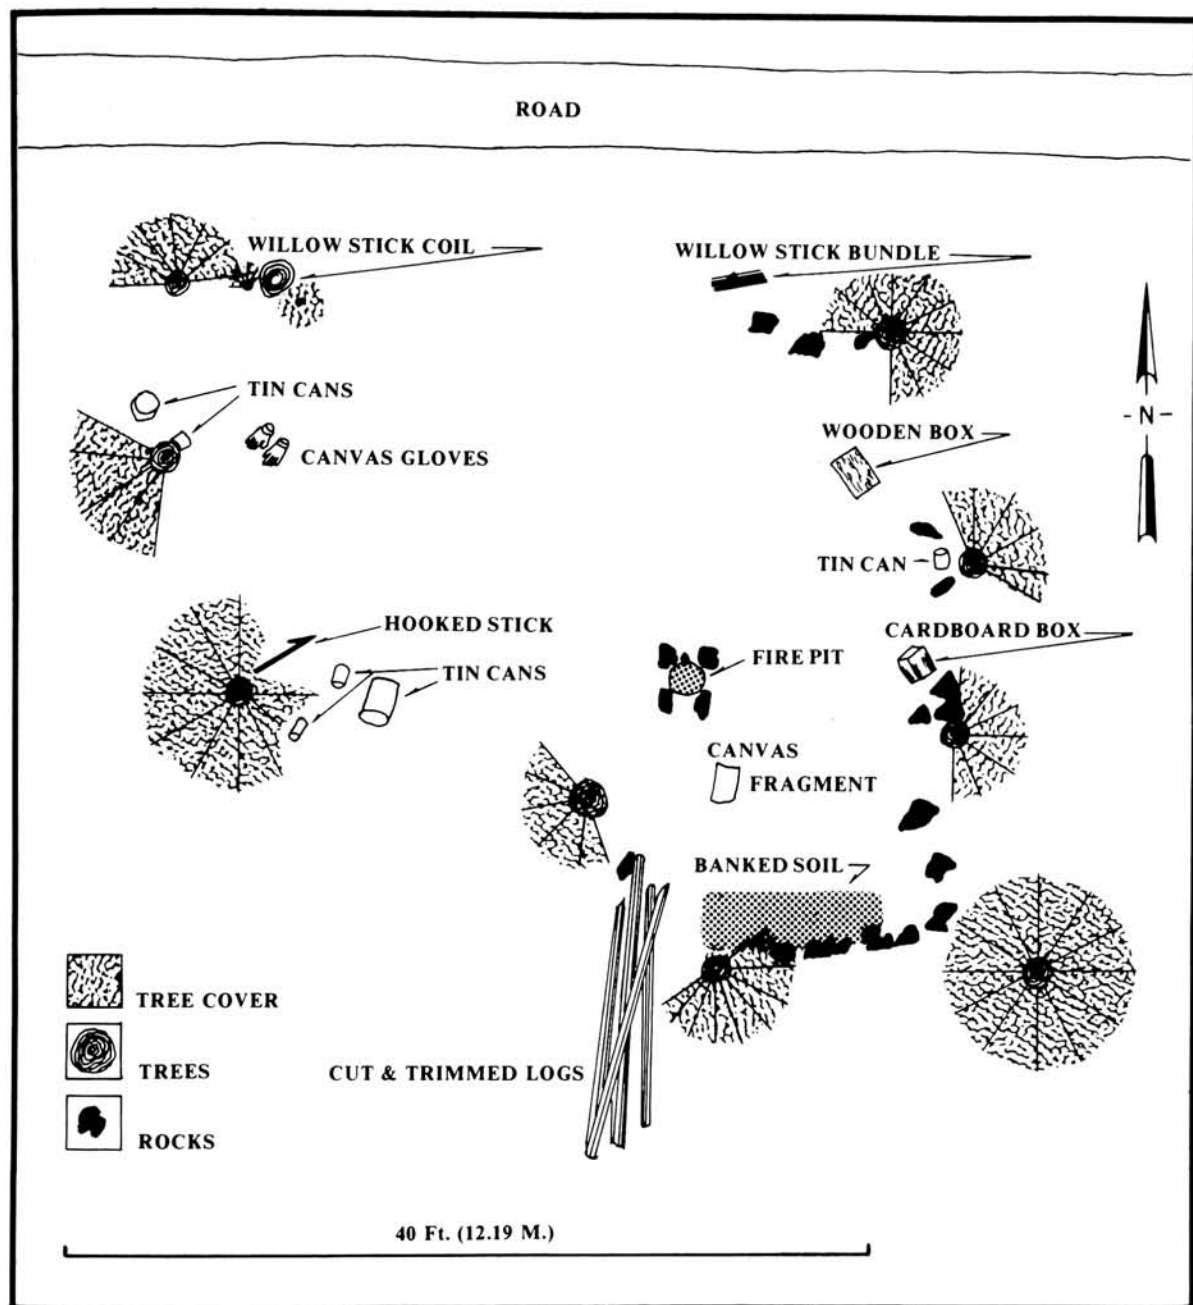 ROAD
WILLOW STICK COIL
WILLOW STICK BUNDLE
TIN CANS
CANVAS GLOVES
- N -
WOODEN BOX
TIN CAN
HOOKED STICK
CARDBOARD BOX
TIN CANS
FIRE PIT
CANVAS
FRAGMENT
BANKED SOIL
TREE COVER
TREES
CUT & TRIMMED LOGS
ROCKS
40 Ft. (12.19 M.)